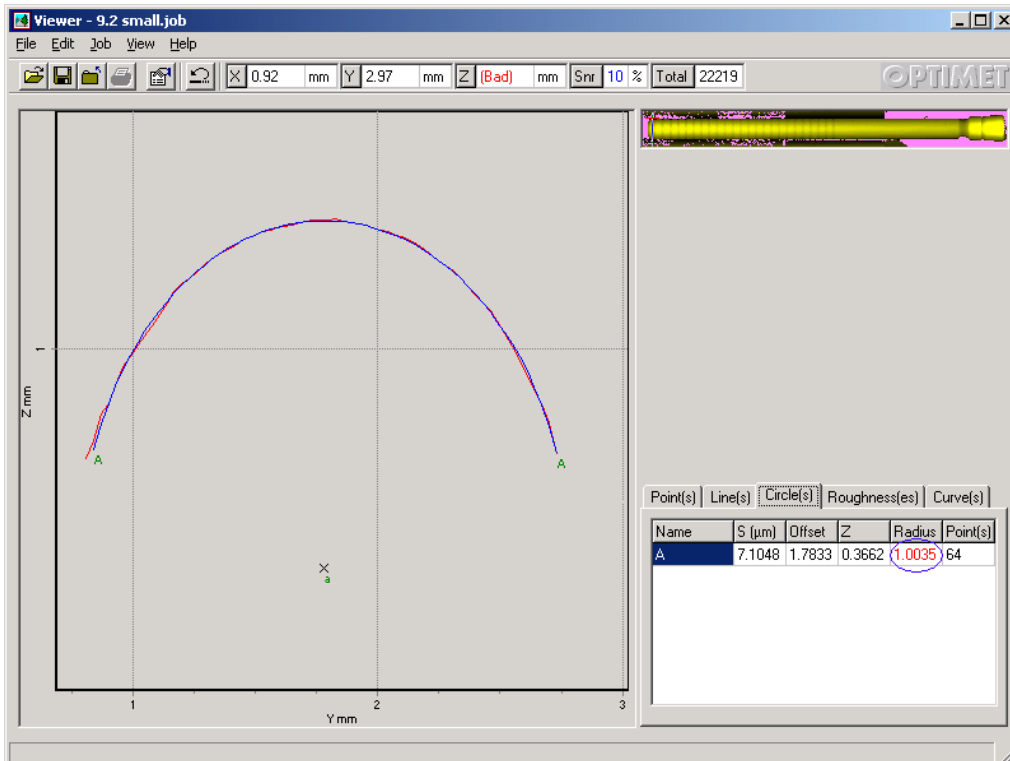 Viewer - 9.2 small.job
File Edit Job View Help
X 0.92 mm Y 2.97 mm Z (Bad) mm Snr 10 % Total 22219
OPTIMET
1
Z mm
A
A
a
1 2 3
Y mm
Point(s) Line(s) Circle(s) Roughness(es) Curve(s)
Name S (µm) Offset Z Radius Point(s)
A 7.1048 1.7833 0.3662 1.0035 64